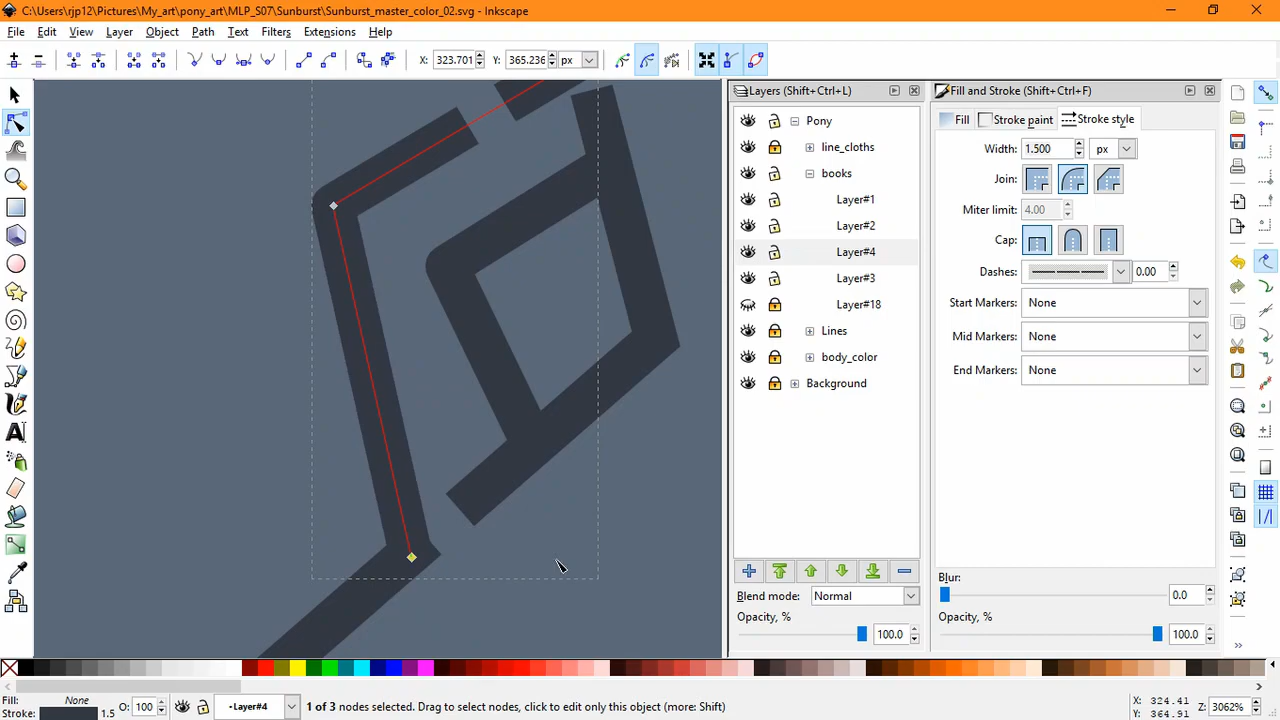 C:\Users\rjp12\Pictures\My_art\pony_art\MLP_S07\Sunburst\Sunburst_master_color_02.svg - Inkscape
File Edit View Layer Object Path Text Filters Extensions Help
X: 323.701 Y: 365.236 px
Layers (Shift+Ctrl+L)
Fill and Stroke (Shift+Ctrl+F)
Pony
line_cloths
books
Layer#1
Layer#2
Layer#4
Layer#3
Layer#18
Lines
body_color
Background
Fill Stroke paint Stroke style
Width: 1.500 px
Join:
Miter limit: 4.00
Cap:
Dashes: 0.00
Start Markers: None
Mid Markers: None
End Markers: None
Blend mode: Normal
Opacity, % 100.0
Blur: 0.0
Opacity, % 100.0
Fill: None
Stroke: 1.5
O: 100
•Layer#4
1 of 3 nodes selected. Drag to select nodes, click to edit only this object (more: Shift)
X: 324.41
Y: 364.91
Z: 3062%